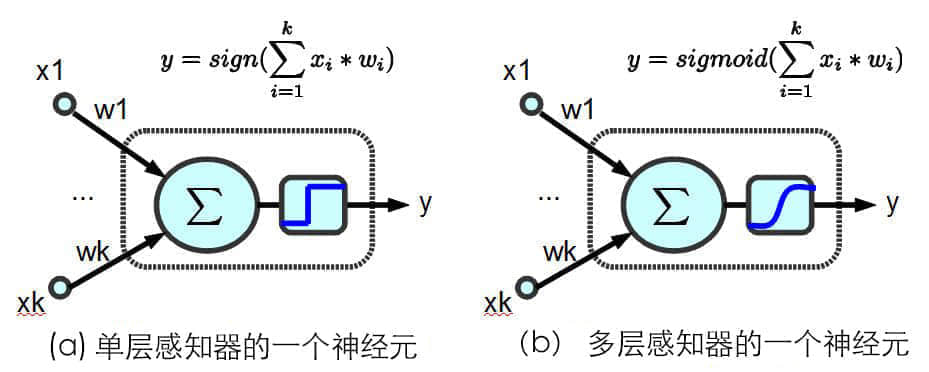 y = sign(\sum_{i=1}^{k} x_i * w_i)
x1
w1
...
Σ
y
wk
xk
(a) 单层感知器的一个神经元
y = sigmoid(\sum_{i=1}^{k} x_i * w_i)
x1
w1
...
Σ
y
wk
xk
(b) 多层感知器的一个神经元